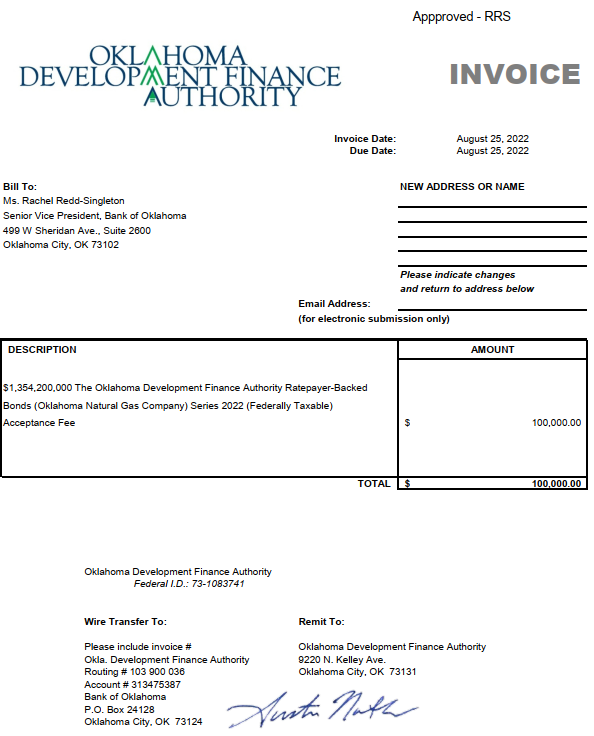 Appproved - RRS
OKLAHOMA
DEVELOPMENT FINANCE
AUTHORITY
INVOICE
Invoice Date: August 25, 2022
Due Date: August 25, 2022
Bill To:
NEW ADDRESS OR NAME
Ms. Rachel Redd-Singleton
Senior Vice President, Bank of Oklahoma
499 W Sheridan Ave., Suite 2600
Oklahoma City, OK 73102
Please indicate changes
and return to address below
Email Address:
(for electronic submission only)
DESCRIPTION AMOUNT
$1,354,200,000 The Oklahoma Development Finance Authority Ratepayer-Backed
Bonds (Oklahoma Natural Gas Company) Series 2022 (Federally Taxable)
Acceptance Fee $ 100,000.00
TOTAL $ 100,000.00
Oklahoma Development Finance Authority
Federal I.D.: 73-1083741
Wire Transfer To:
Please include invoice #
Okla. Development Finance Authority
Routing # 103 900 036
Account # 313475387
Bank of Oklahoma
P.O. Box 24128
Oklahoma City, OK 73124
Remit To:
Oklahoma Development Finance Authority
9220 N. Kelley Ave.
Oklahoma City, OK 73131